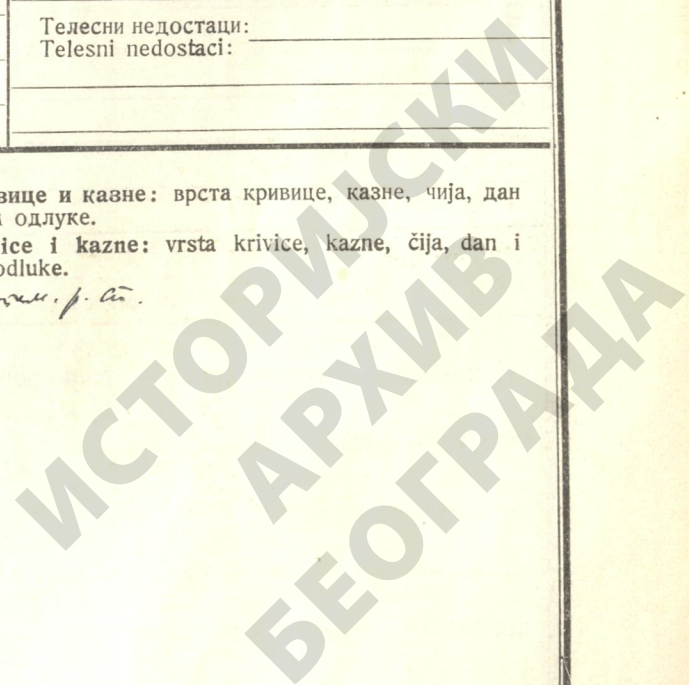 Телесни недостаци:
Telesni nedostaci:
вице и казне: врста кривице, казне, чија, дан
одлуке.
ice i kazne: vrsta krivice, kazne, čija, dan i
odluke.
ИСТОРИЈСКИ
АРХИВ
БЕОГРАДА